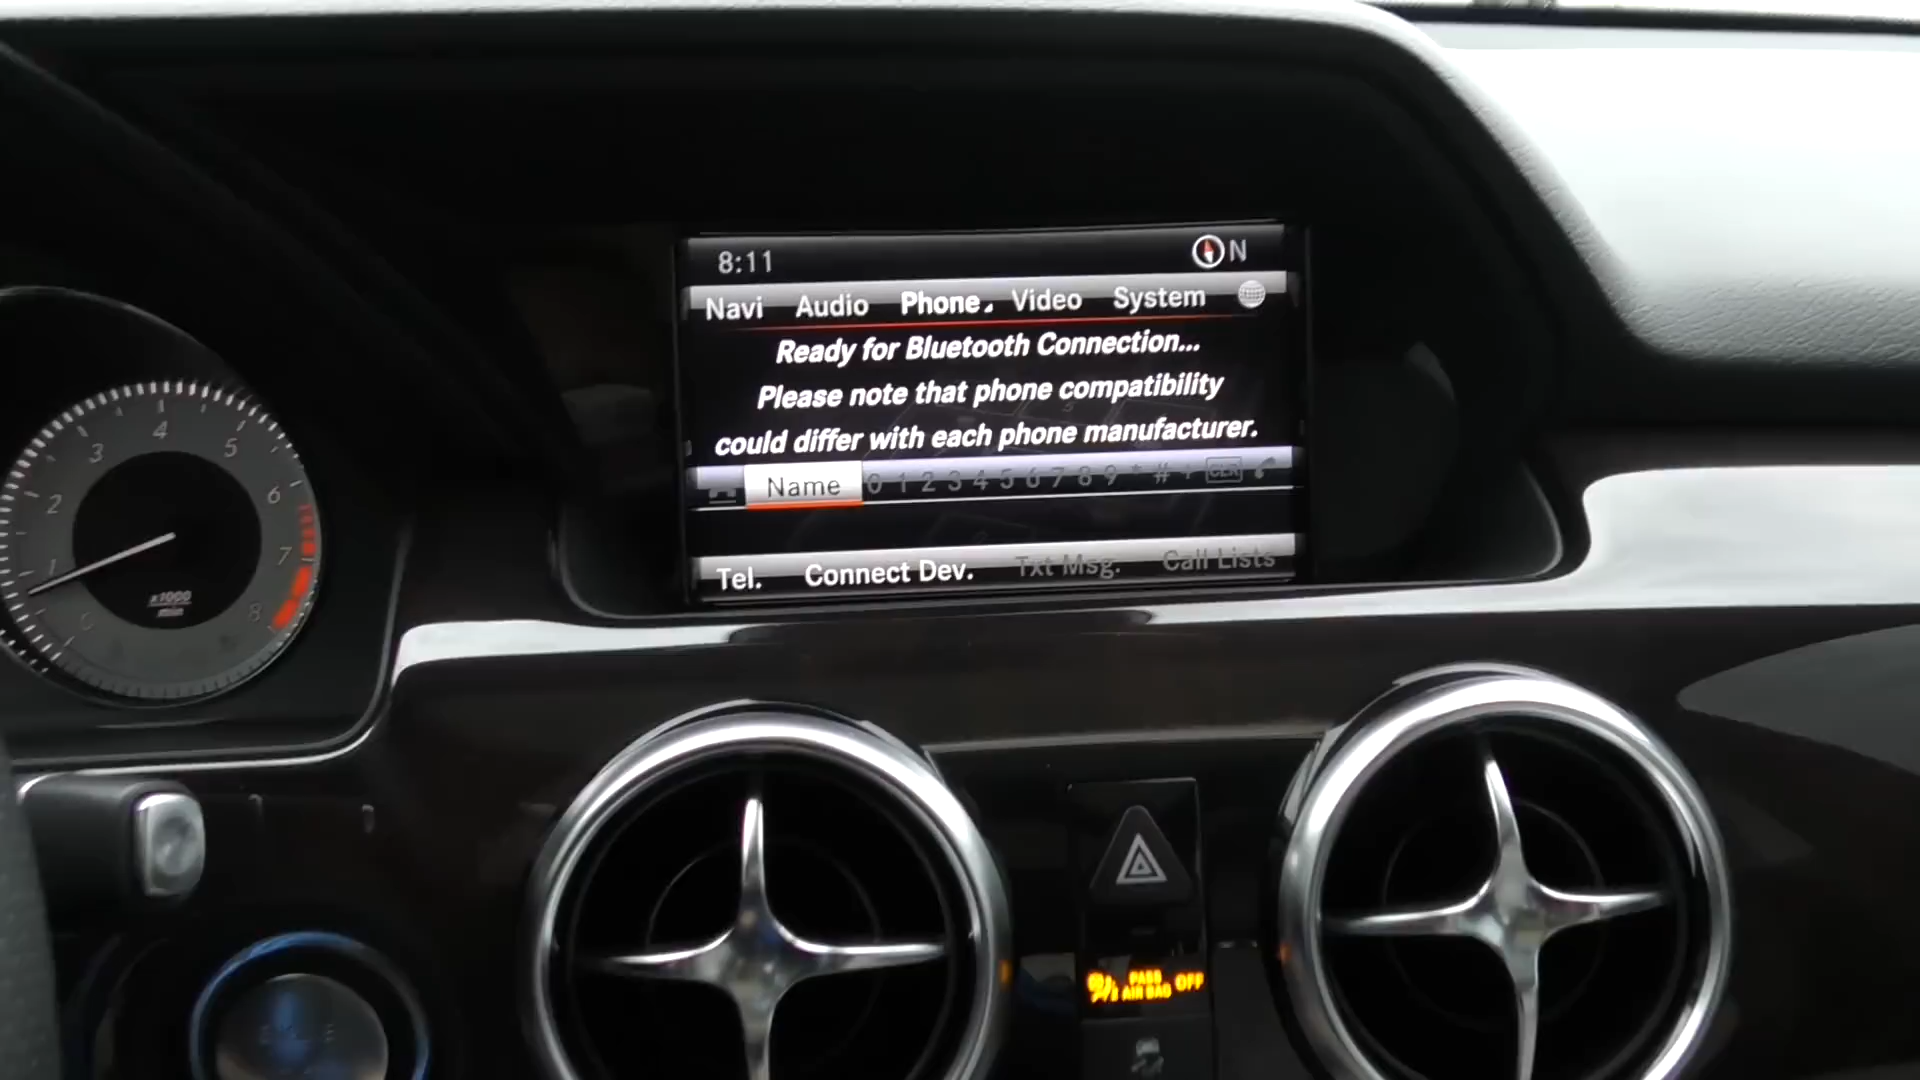 8:11 N
Navi Audio Phone Video System
Ready for Bluetooth Connection...
Please note that phone compatibility
could differ with each phone manufacturer.
Name 0 1 2 3 4 5 6 7 8 9 * # + CLR
Tel. Connect Dev. Txt Msg. Call Lists
1 2 3 4 5 6 7 8
x1000
min
PASS
AIR BAG OFF